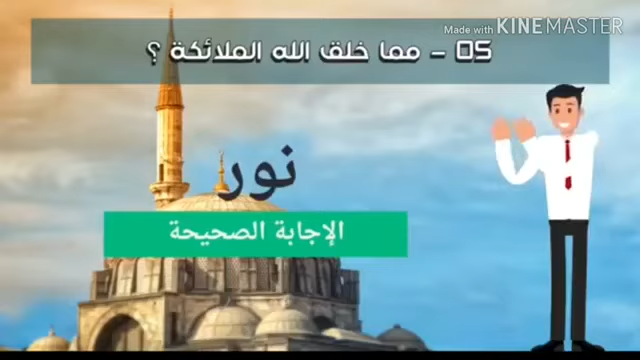 Made with KINEMASTER
05 - مما خلق الله الملائكة ؟
نور
الإجابة الصحيحة